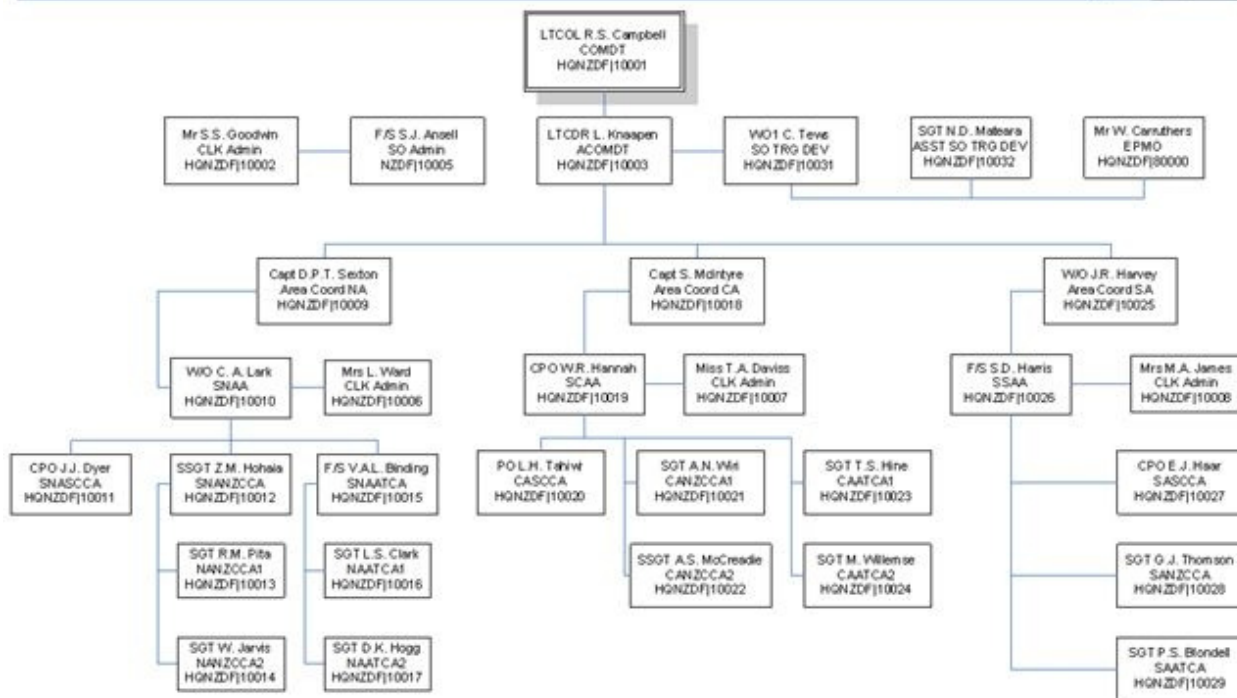 LTCOL R.S. Campbell
COMDT
HQNZDF|10001
Mr S.S. Goodwin
CLK Admin
HQNZDF|10002
F/S S.J. Ansell
SO Admin
NZDF|10005
LTCDR L. Knaapen
ACOMDT
HQNZDF|10003
WO1 C. Tews
SO TRG DEV
HQNZDF|10031
SGT N.D. Mateara
ASST SO TRG DEV
HQNZDF|10032
Mr W. Carruthers
EPMO
HQNZDF|80000
Capt D.P.T. Sexton
Area Coord NA
HQNZDF|10009
Capt S. McIntyre
Area Coord CA
HQNZDF|10018
W/O J.R. Harvey
Area Coord SA
HQNZDF|10025
W/O C. A. Lark
SNAA
HQNZDF|10010
Mrs L. Ward
CLK Admin
HQNZDF|10006
CPO W.R. Hannah
SCAA
HQNZDF|10019
Miss T.A. Daviss
CLK Admin
HQNZDF|10007
F/S S.D. Harris
SSAA
HQNZDF|10026
Mrs M.A. James
CLK Admin
HQNZDF|10008
CPO J.J. Dyer
SNASCCA
HQNZDF|10011
SSGT Z.M. Hohaia
SNANZCCA
HQNZDF|10012
F/S V.A.L. Binding
SNAATCA
HQNZDF|10015
PO L.H. Tahiwi
CASCCA
HQNZDF|10020
SGT A.N. Wiri
CANZCCA1
HQNZDF|10021
SGT T.S. Hine
CAATCA1
HQNZDF|10023
CPO E.J. Haar
SASCCA
HQNZDF|10027
SGT R.M. Pita
NANZCCA1
HQNZDF|10013
SGT L.S. Clark
NAATCA1
HQNZDF|10016
SSGT A.S. McCreadie
CANZCCA2
HQNZDF|10022
SGT M. Willemse
CAATCA2
HQNZDF|10024
SGT G.J. Thomson
SANZCCA
HQNZDF|10028
SGT W. Jarvis
NANZCCA2
HQNZDF|10014
SGT D.K. Hogg
NAATCA2
HQNZDF|10017
SGT P.S. Blondell
SAATCA
HQNZDF|10029